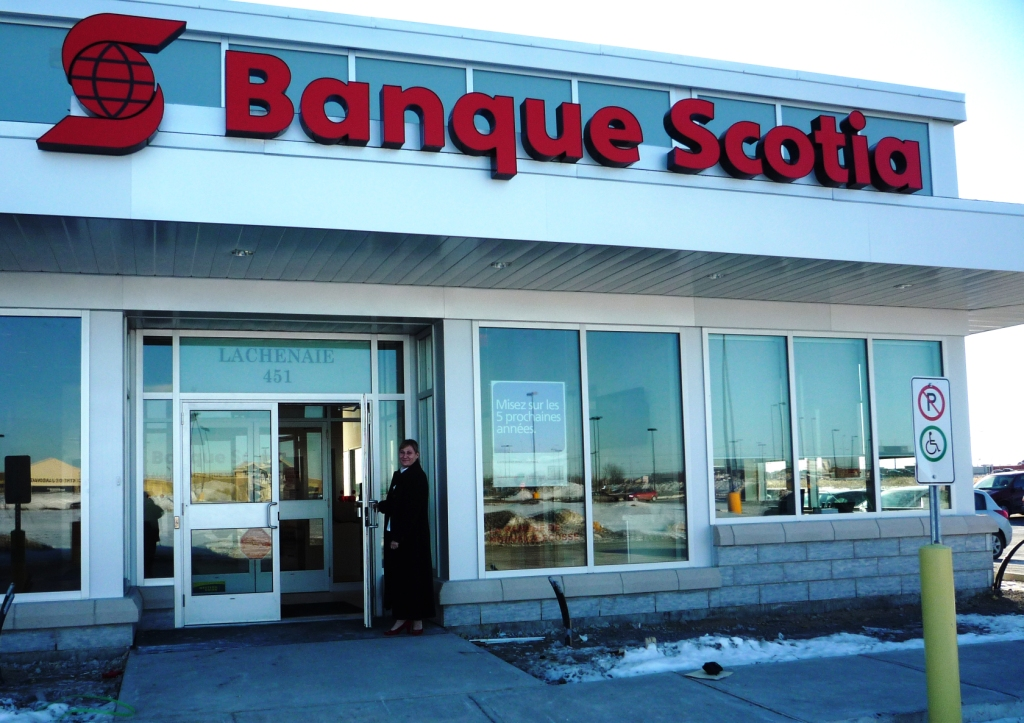 Banque Scotia
LACHENAIE
451
Misez sur les
5 prochaines
années.
P